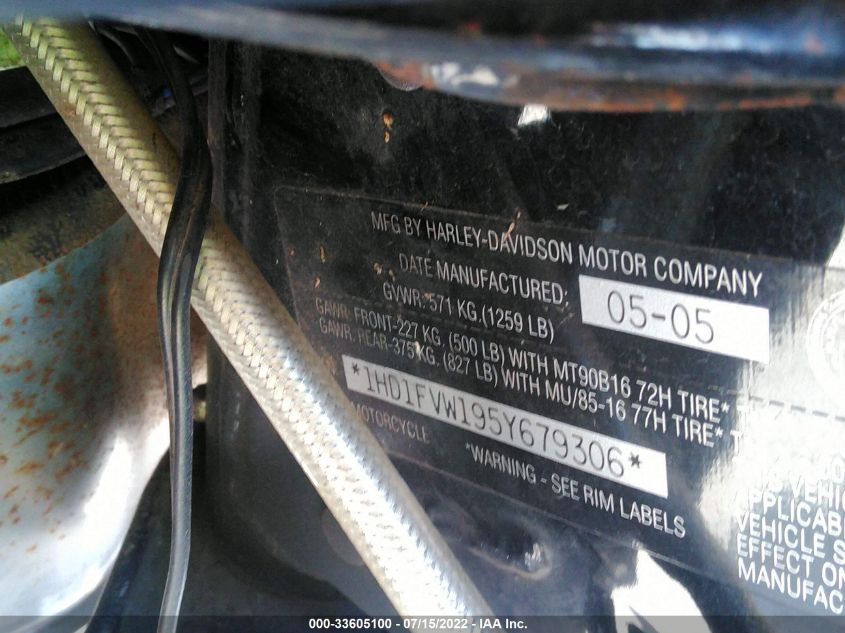 MFG BY HARLEY-DAVIDSON MOTOR COMPANY
DATE MANUFACTURED: 05-05
GVWR: 571 KG.(1259 LB)
GAWR: FRONT-227 KG. (500 LB) WITH MT90B16 72H TIRE*
GAWR: REAR-375 KG. (827 LB) WITH MU/85-16 77H TIRE*
*1HD1FVW195Y679306*
MOTORCYCLE
*WARNING - SEE RIM LABELS
VEHICLE S
EFFECT ON
MANUFAC
000-33605100 - 07/15/2022 - IAA Inc.